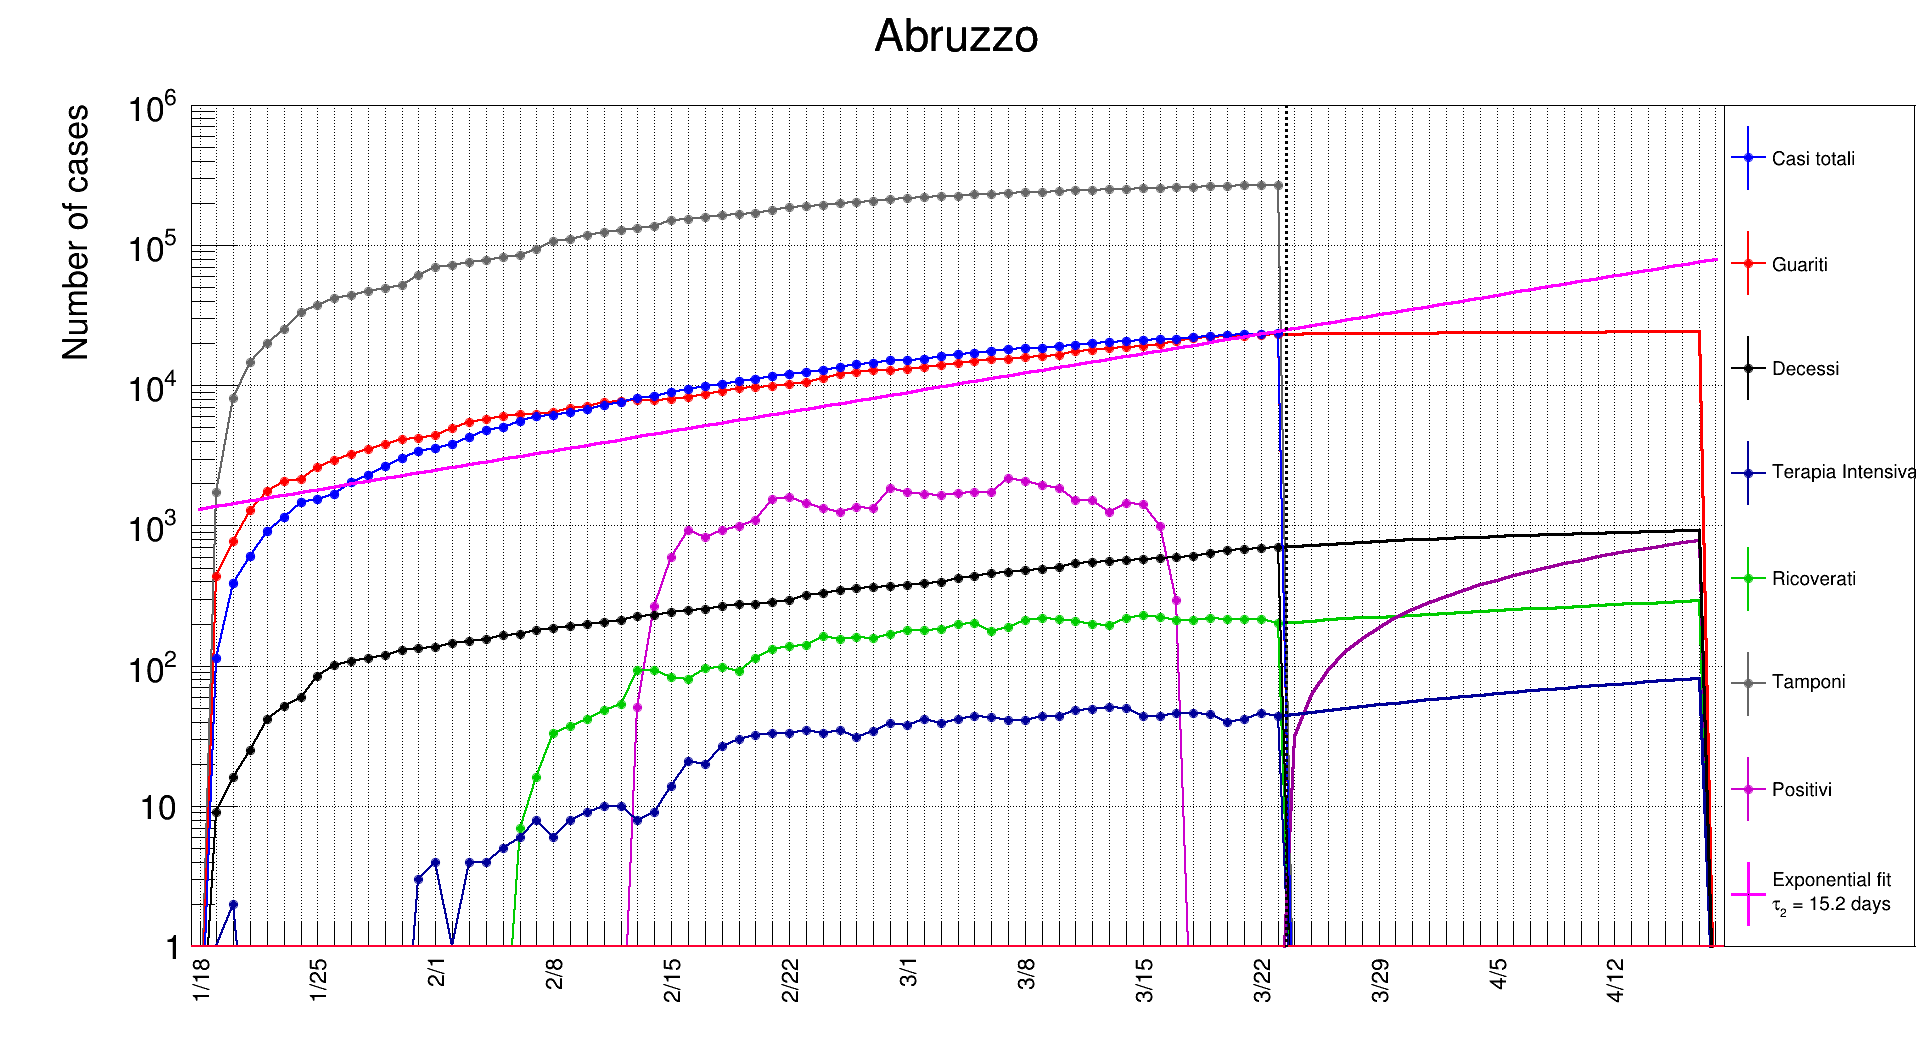 Abruzzo
Number of cases
10^6
10^5
10^4
10^3
10^2
10
1
1/18
1/25
2/1
2/8
2/15
2/22
3/1
3/8
3/15
3/22
3/29
4/5
4/12
Casi totali
Guariti
Decessi
Terapia Intensiva
Ricoverati
Tamponi
Positivi
Exponential fit
τ₂ = 15.2 days